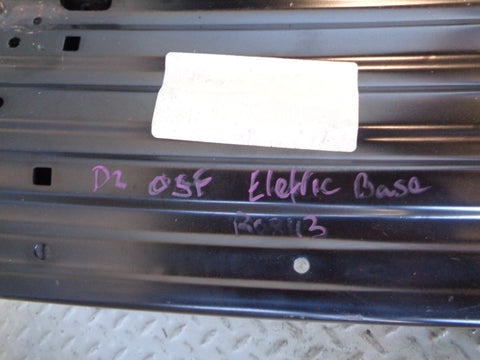 D2 OSF Eletric Base